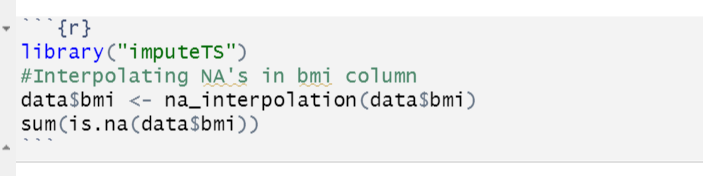 ```{r}
library("imputeTS")
#Interpolating NA's in bmi column
data$bmi <- na_interpolation(data$bmi)
sum(is.na(data$bmi))
```